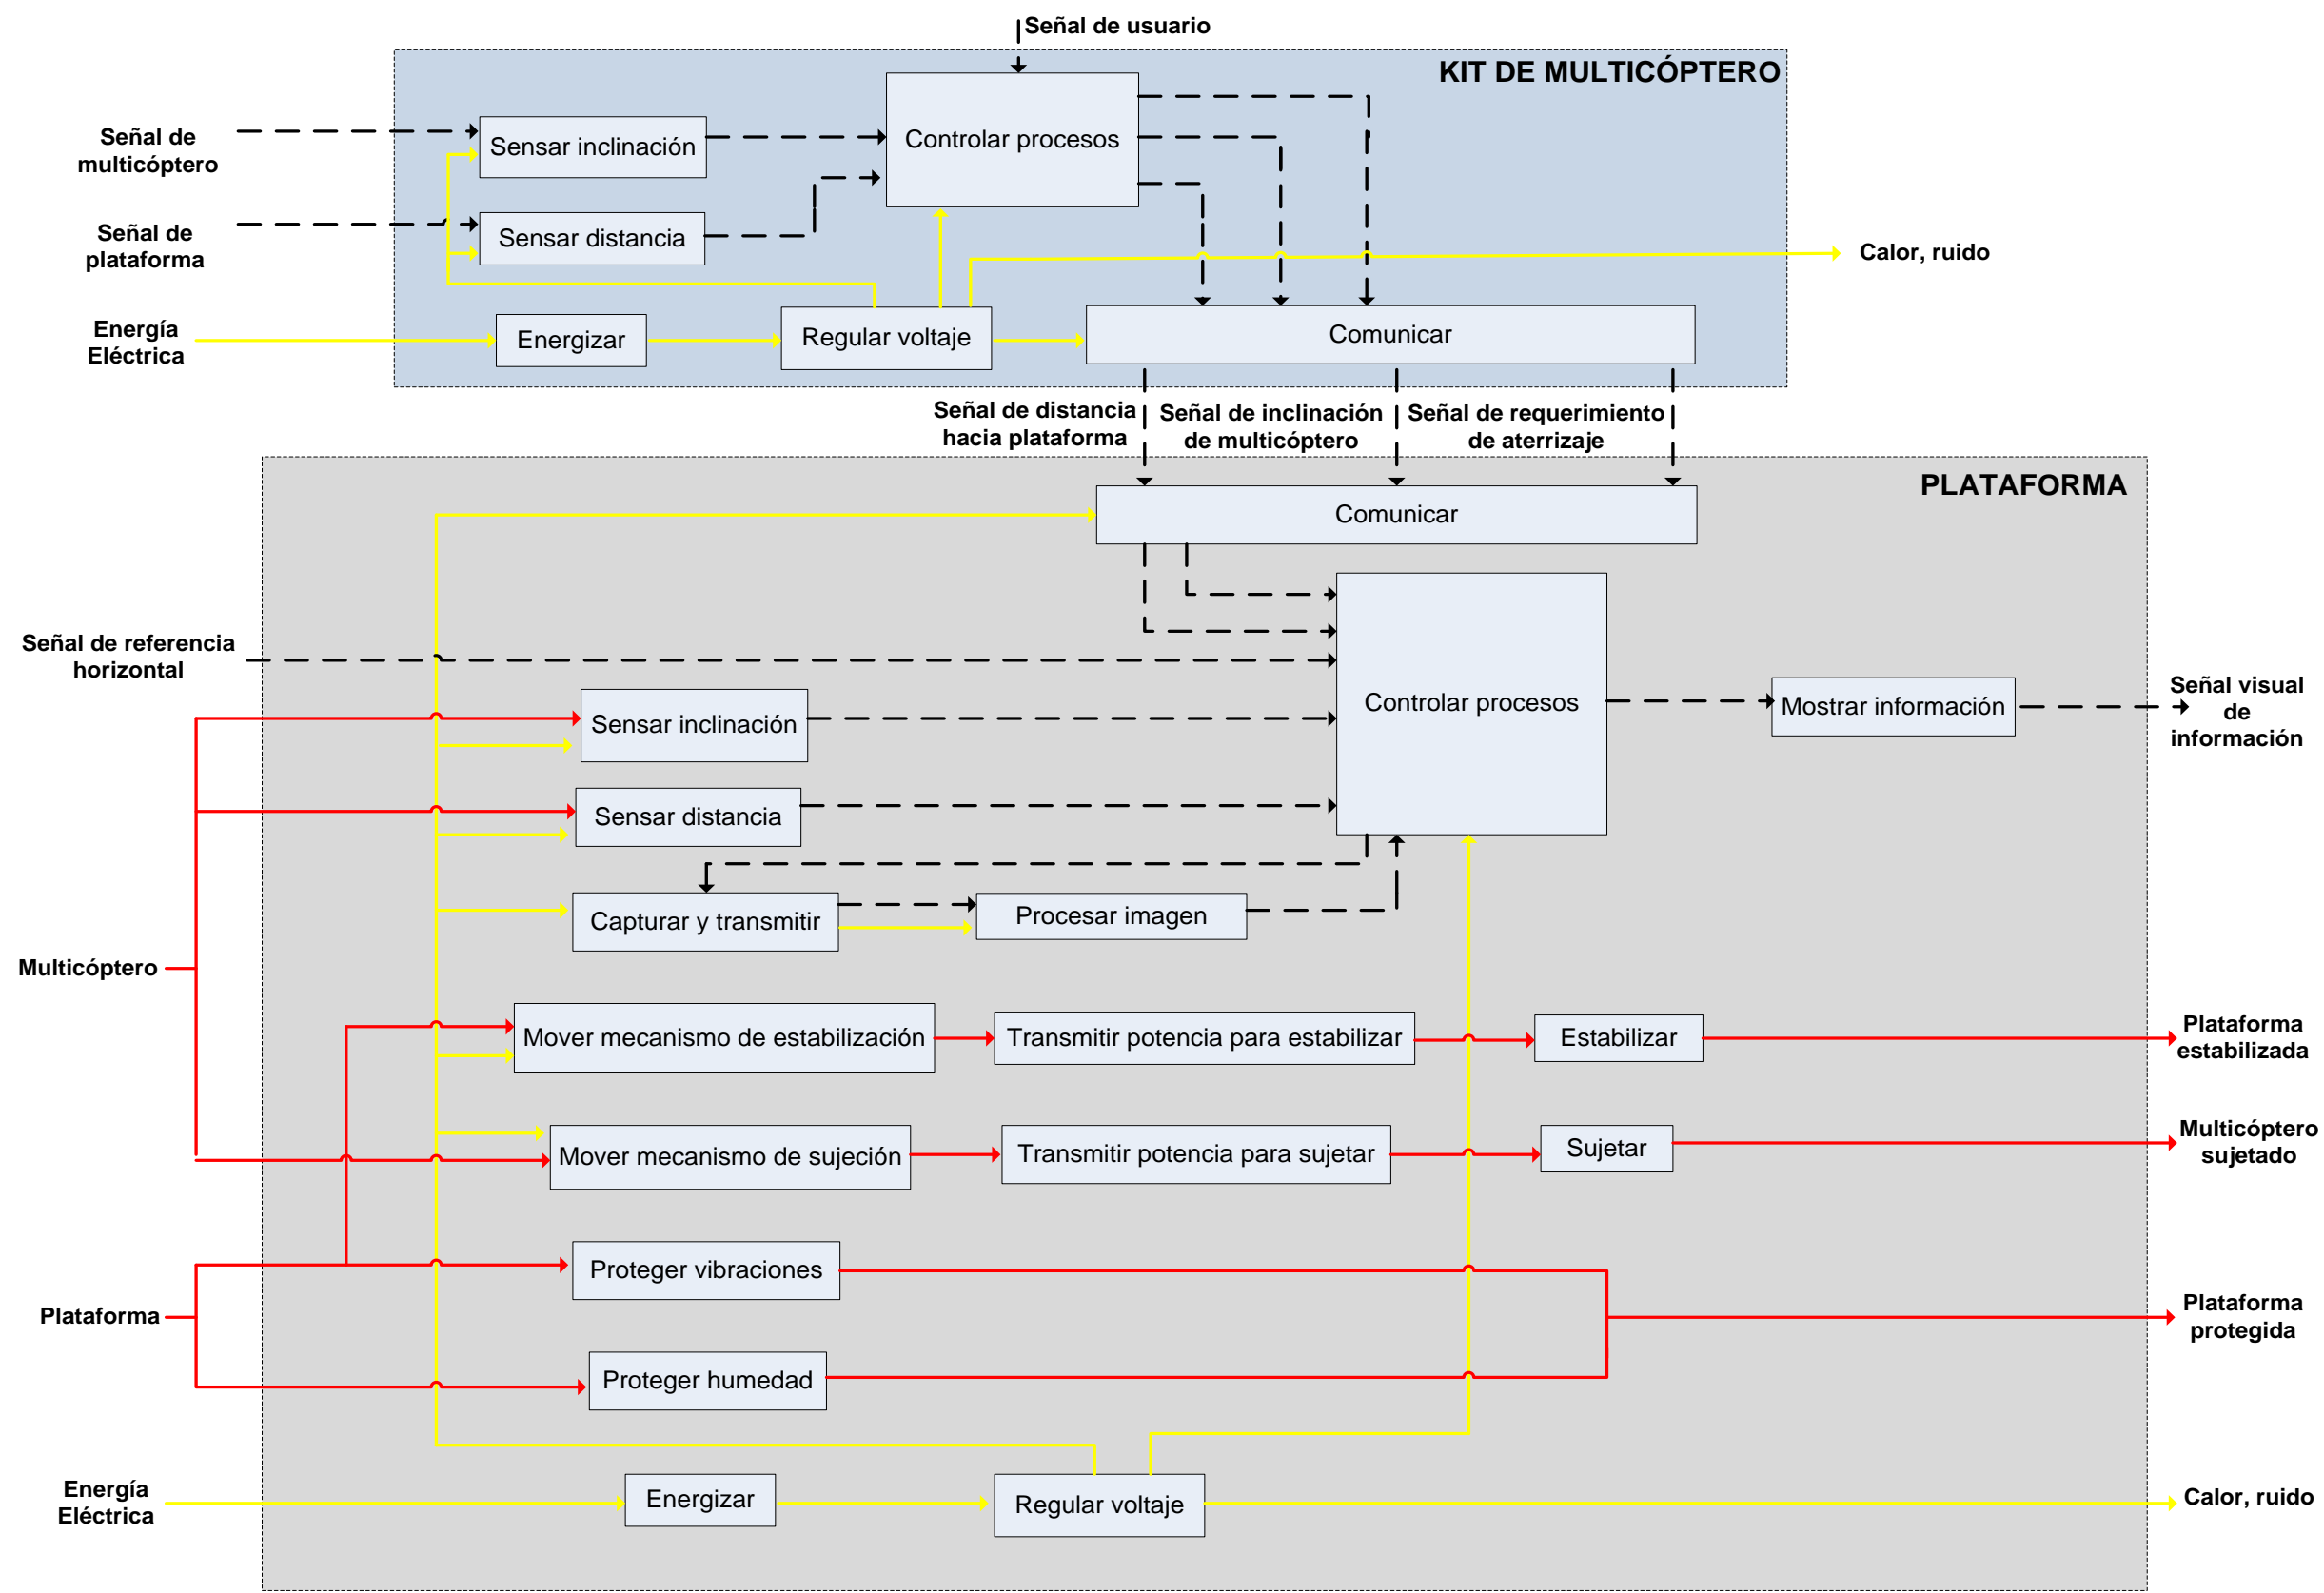 Señal de usuario
KIT DE MULTICÓPTERO
Señal de
multicóptero
Sensar inclinación
Controlar procesos
Señal de
plataforma
Sensar distancia
Calor, ruido
Energía
Eléctrica
Energizar
Regular voltaje
Comunicar
Señal de distancia
hacia plataforma
Señal de inclinación
de multicóptero
Señal de requerimiento
de aterrizaje
PLATAFORMA
Comunicar
Señal de referencia
horizontal
Sensar inclinación
Controlar procesos
Mostrar información
Señal visual
de
información
Sensar distancia
Capturar y transmitir
Procesar imagen
Multicóptero
Mover mecanismo de estabilización
Transmitir potencia para estabilizar
Estabilizar
Plataforma
estabilizada
Mover mecanismo de sujeción
Transmitir potencia para sujetar
Sujetar
Multicóptero
sujetado
Proteger vibraciones
Plataforma
Plataforma
protegida
Proteger humedad
Energía
Eléctrica
Energizar
Regular voltaje
Calor, ruido